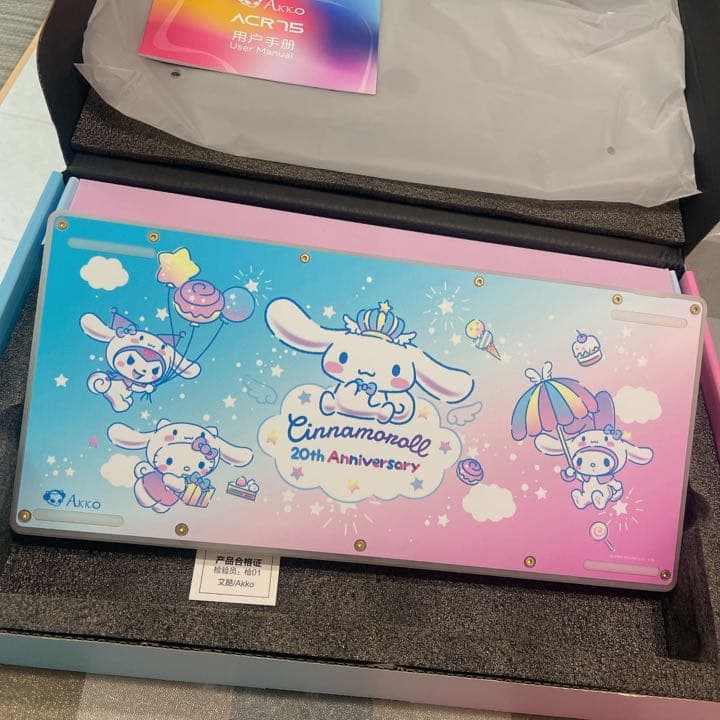 AKKO
ACR75
用户手册
User Manual
Cinnamoroll
20th Anniversary
AKKO
产品合格证
检验员：检01
艾酷/Akko